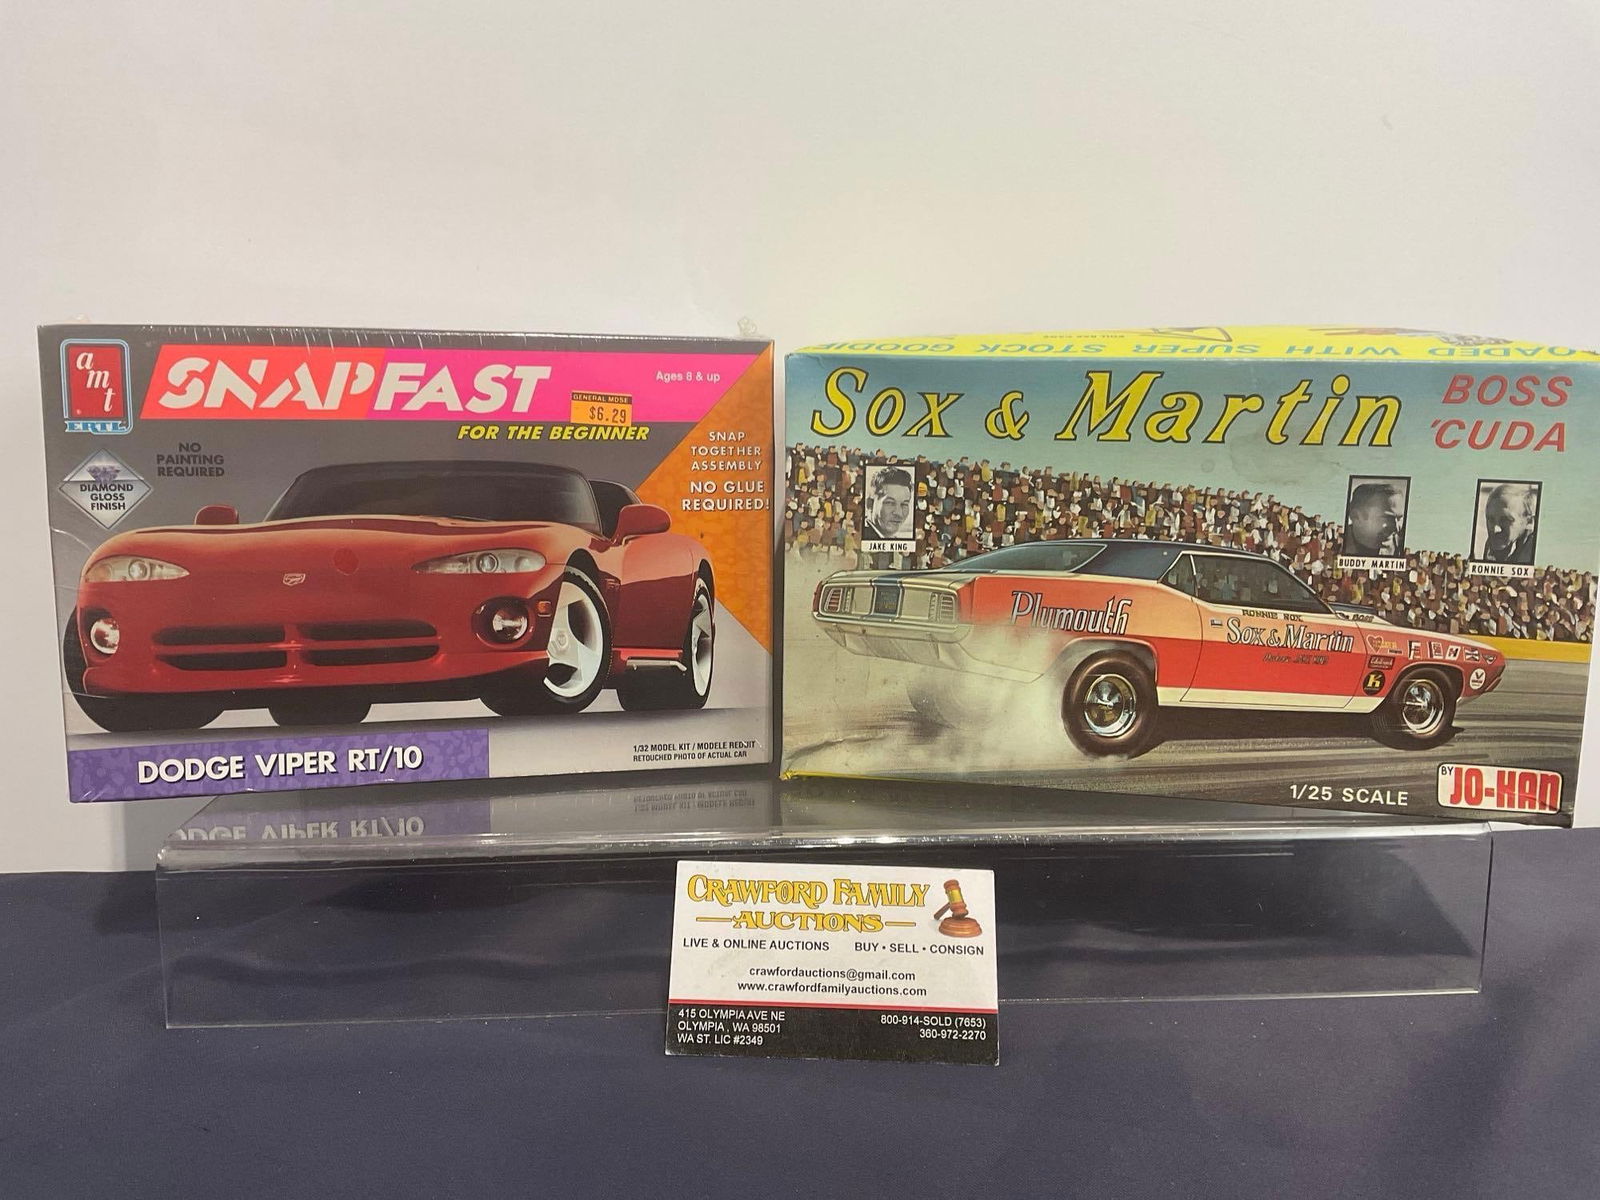 amt
ERTL
SNAPFAST
Ages 8 & up
GENERAL MDSE
$6.29
FOR THE BEGINNER
NO
PAINTING
REQUIRED
DIAMOND
GLOSS
FINISH
SNAP
TOGETHER
ASSEMBLY
NO GLUE
REQUIRED!
DODGE VIPER RT/10
1/32 MODEL KIT / MODELE REDUIT
RETOUCHED PHOTO OF ACTUAL CAR
OADED WITH SUPER STOCK GOODIE
Sox & Martin
BOSS
'CUDA
JAKE KING
BUDDY MARTIN
RONNIE SOX
Plymouth
RONNIE SOX
Sox & Martin
1/25 SCALE
BY JO-HAN
CRAWFORD FAMILY
AUCTIONS
LIVE & ONLINE AUCTIONS BUY • SELL • CONSIGN
crawfordauctions@gmail.com
www.crawfordfamilyauctions.com
415 OLYMPIA AVE NE
OLYMPIA, WA 98501
WA ST. LIC #2349
800-914-SOLD (7653)
360-972-2270